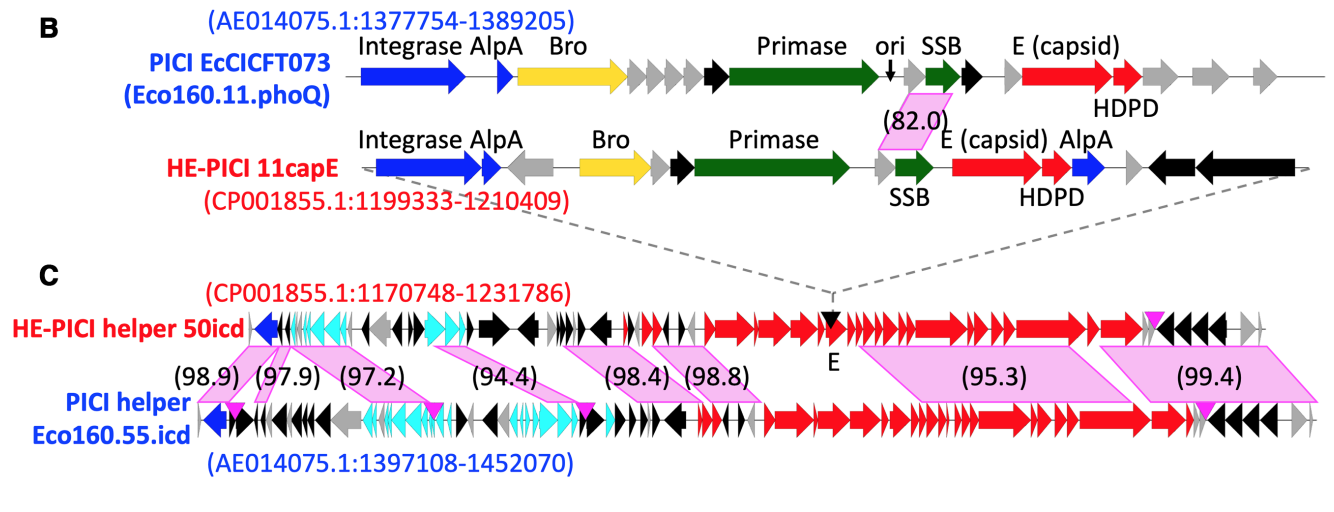 B
(AE014075.1:1377754-1389205)
Integrase AlpA Bro Primase ori SSB E (capsid)
PICI EcCICFT073
(Eco160.11.phoQ)
HDPD
(82.0)
Integrase AlpA Bro Primase E (capsid) AlpA
HE-PICI 11capE
(CP001855.1:1199333-1210409)
SSB HDPD
C
(CP001855.1:1170748-1231786)
HE-PICI helper 50icd
E
(98.9) (97.9) (97.2) (94.4) (98.4) (98.8) (95.3) (99.4)
PICI helper
Eco160.55.icd
(AE014075.1:1397108-1452070)